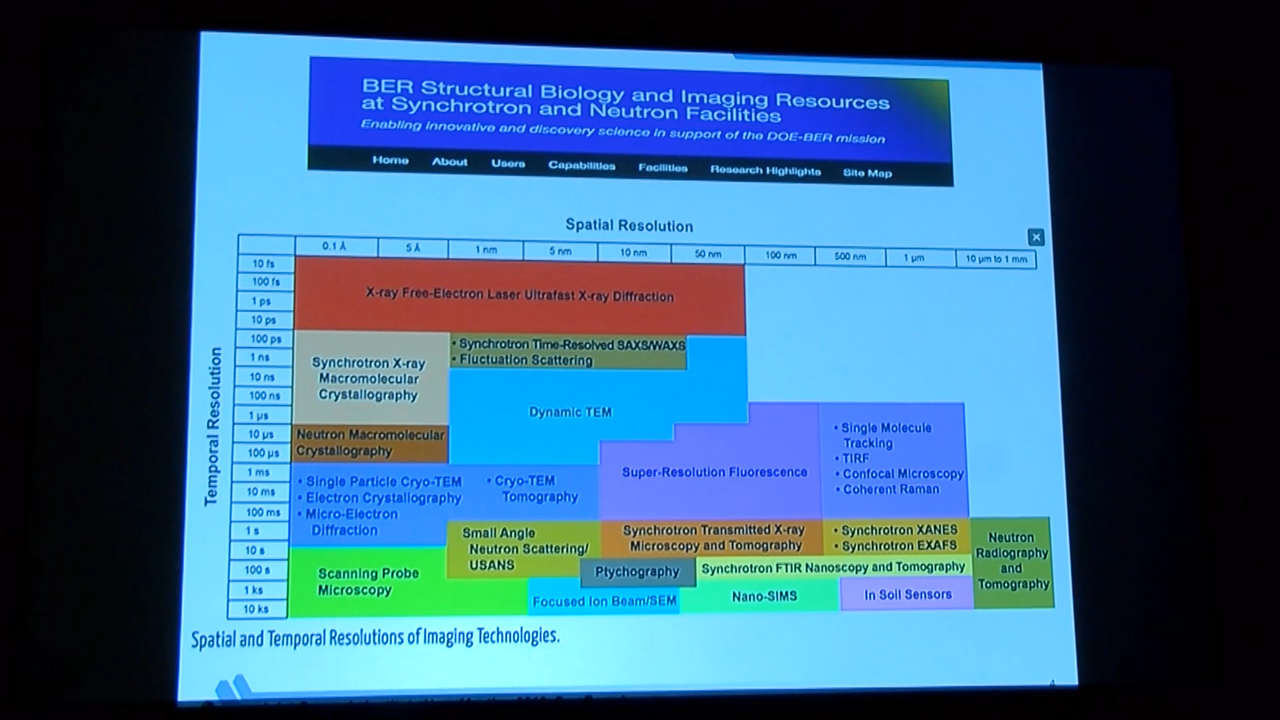 BER Structural Biology and Imaging Resources
at Synchrotron and Neutron Facilities
Enabling innovative and discovery science in support of the DOE-BER mission
Home About Users Capabilities Facilities Research Highlights Site Map
Spatial Resolution
0.1 Å 5 Å 1 nm 5 nm 10 nm 50 nm 100 nm 500 nm 1 µm 10 µm to 1 mm
Temporal Resolution
10 fs
100 fs
1 ps
10 ps
100 ps
1 ns
10 ns
100 ns
1 µs
10 µs
100 µs
1 ms
10 ms
100 ms
1 s
10 s
100 s
1 ks
10 ks
X-ray Free-Electron Laser Ultrafast X-ray Diffraction
Synchrotron X-ray
Macromolecular
Crystallography
• Synchrotron Time-Resolved SAXS/WAXS
• Fluctuation Scattering
Dynamic TEM
Neutron Macromolecular
Crystallography
• Single Particle Cryo-TEM
• Electron Crystallography
• Micro-Electron
Diffraction
• Cryo-TEM
Tomography
Super-Resolution Fluorescence
• Single Molecule
Tracking
• TIRF
• Confocal Microscopy
• Coherent Raman
Small Angle
Neutron Scattering/
USANS
Synchrotron Transmitted X-ray
Microscopy and Tomography
• Synchrotron XANES
• Synchrotron EXAFS
Neutron
Radiography
and
Tomography
Scanning Probe
Microscopy
Ptychography
Synchrotron FTIR Nanoscopy and Tomography
Focused Ion Beam/SEM
Nano-SIMS
In Soil Sensors
Spatial and Temporal Resolutions of Imaging Technologies.
4